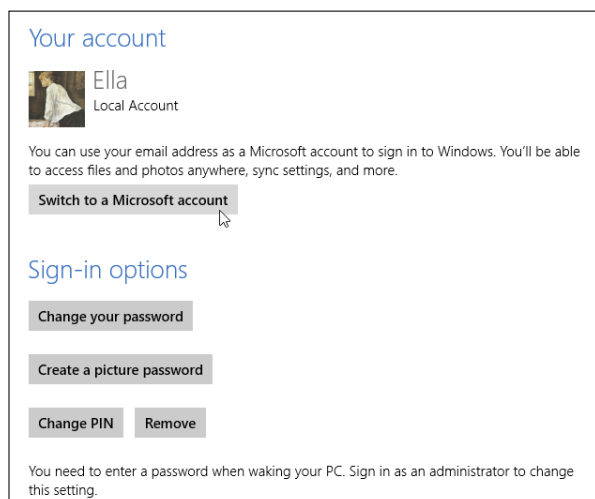 Your account
Ella
Local Account
You can use your email address as a Microsoft account to sign in to Windows. You’ll be able
to access files and photos anywhere, sync settings, and more.
Switch to a Microsoft account
Sign-in options
Change your password
Create a picture password
Change PIN Remove
You need to enter a password when waking your PC. Sign in as an administrator to change
this setting.